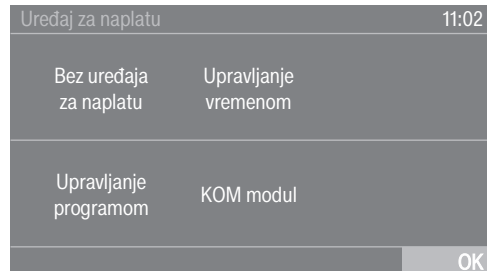 Uređaj za naplatu 11:02
Bez uređaja
za naplatu
Upravljanje
vremenom
Upravljanje
programom
KOM modul
OK